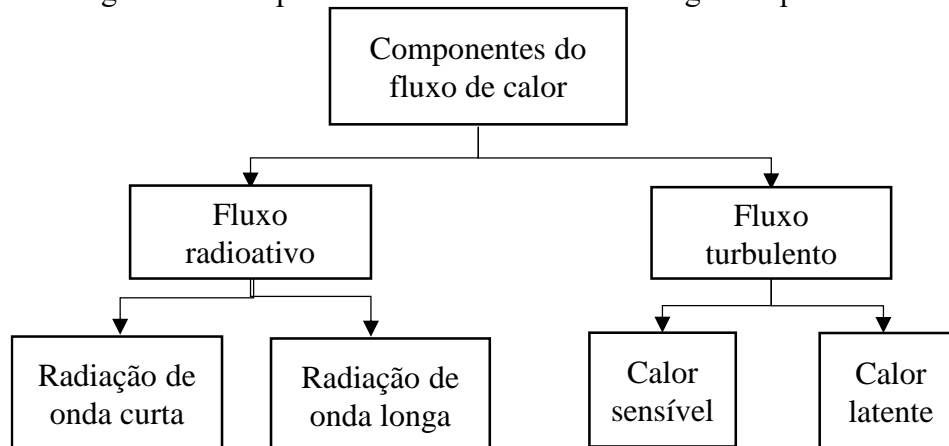 Componentes do
fluxo de calor
Fluxo
radioativo
Fluxo
turbulento
Radiação de
onda curta
Radiação de
onda longa
Calor
sensível
Calor
latente